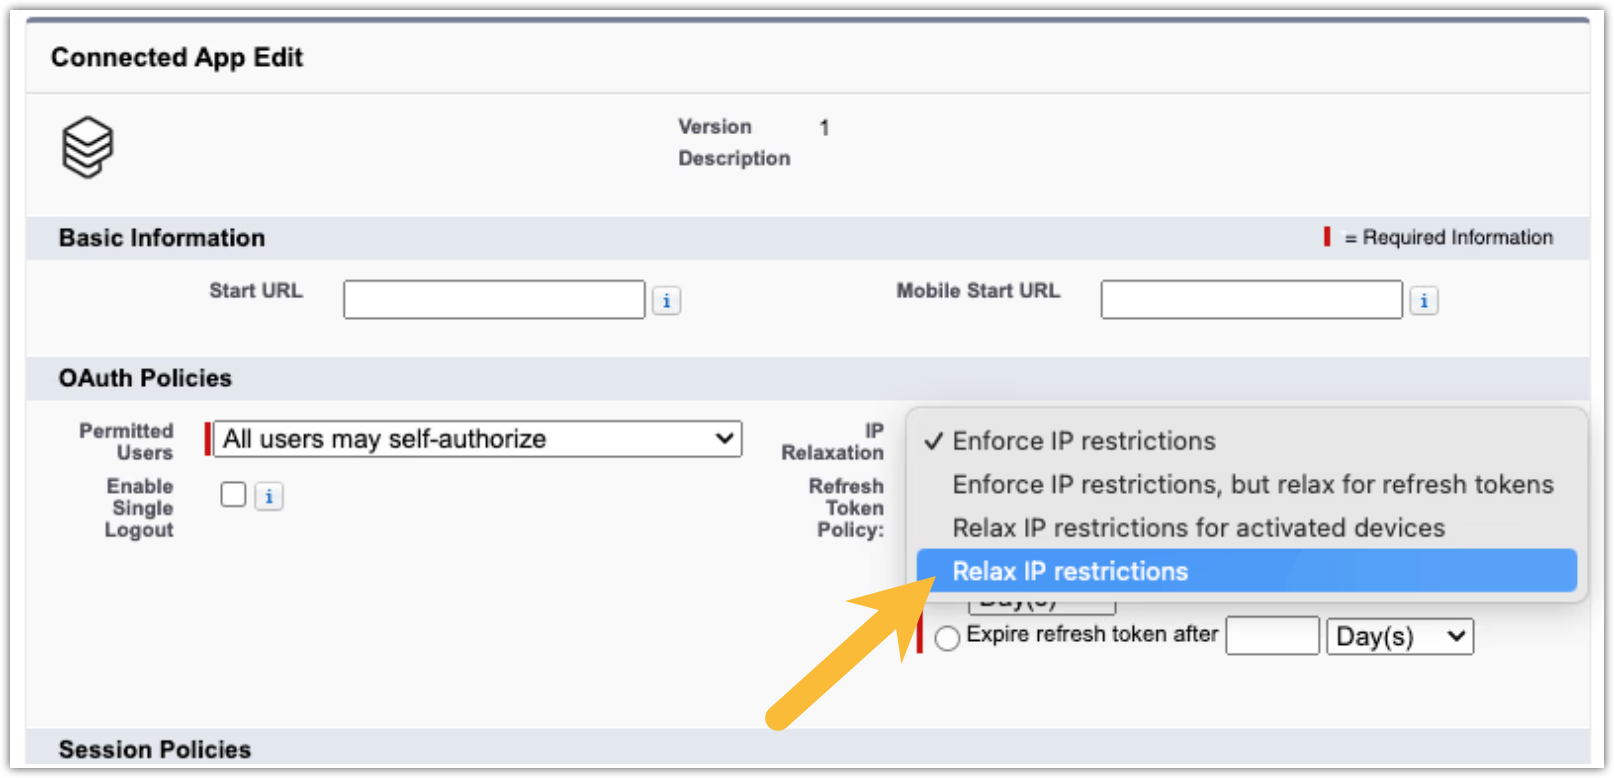 Connected App Edit
Version 1
Description
Basic Information
= Required Information
Start URL
i
Mobile Start URL
i
OAuth Policies
Permitted
Users
All users may self-authorize
Enable
Single
Logout
i
IP
Relaxation
✓ Enforce IP restrictions
Enforce IP restrictions, but relax for refresh tokens
Relax IP restrictions for activated devices
Relax IP restrictions
Refresh
Token
Policy:
Day(s)
Expire refresh token after
Day(s)
Session Policies